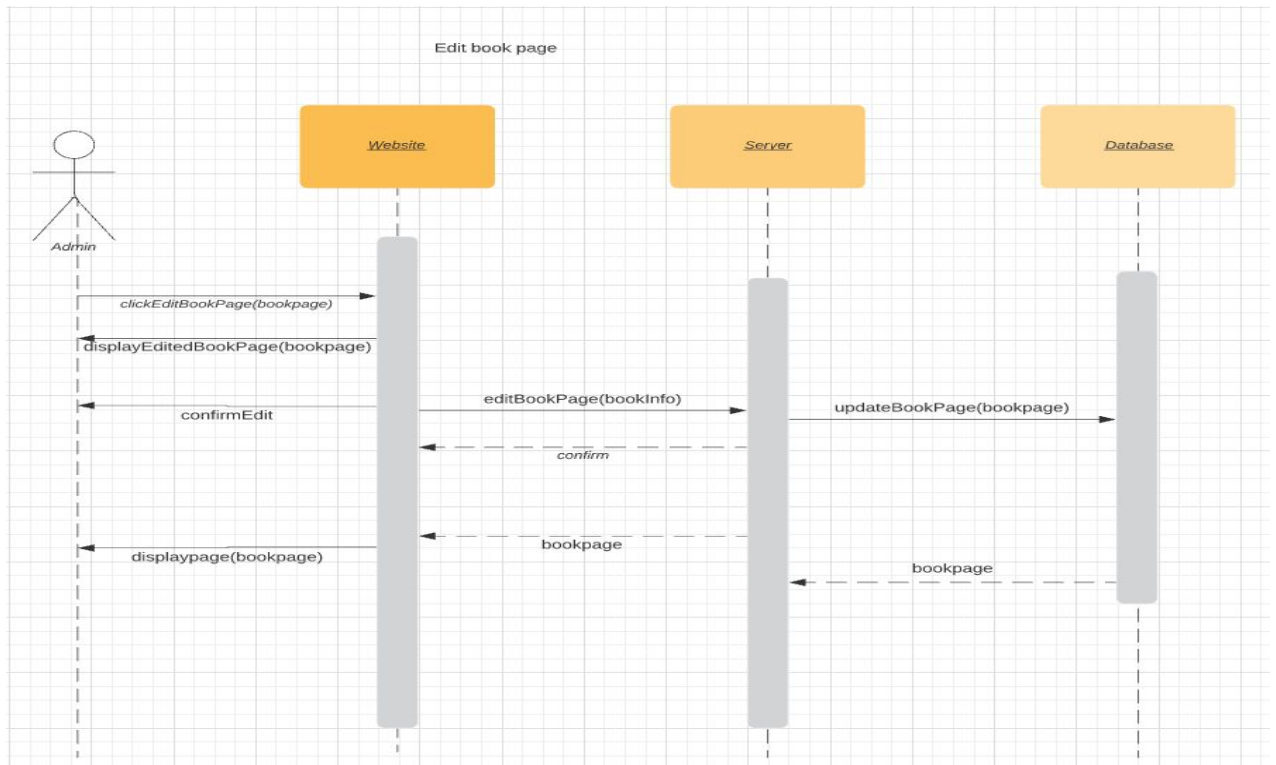 Edit book page
Website
Server
Database
Admin
clickEditBookPage(bookpage)
displayEditedBookPage(bookpage)
editBookPage(bookInfo)
updateBookPage(bookpage)
confirmEdit
confirm
bookpage
displaypage(bookpage)
bookpage